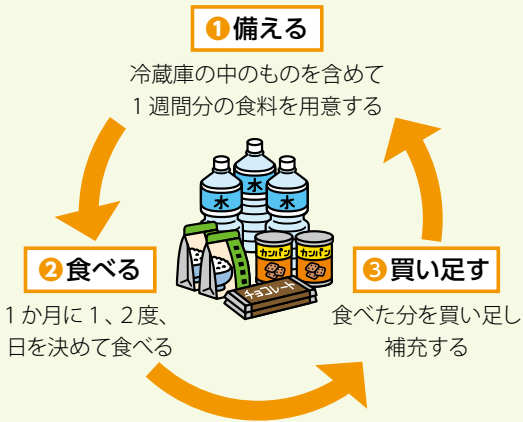 ❶備える
冷蔵庫の中のものを含めて
1週間分の食料を用意する
水
水
水
カンパン
カンパン
チョコレート
❷食べる
1か月に1、2度、
日を決めて食べる
❸買い足す
食べた分を買い足し
補充する